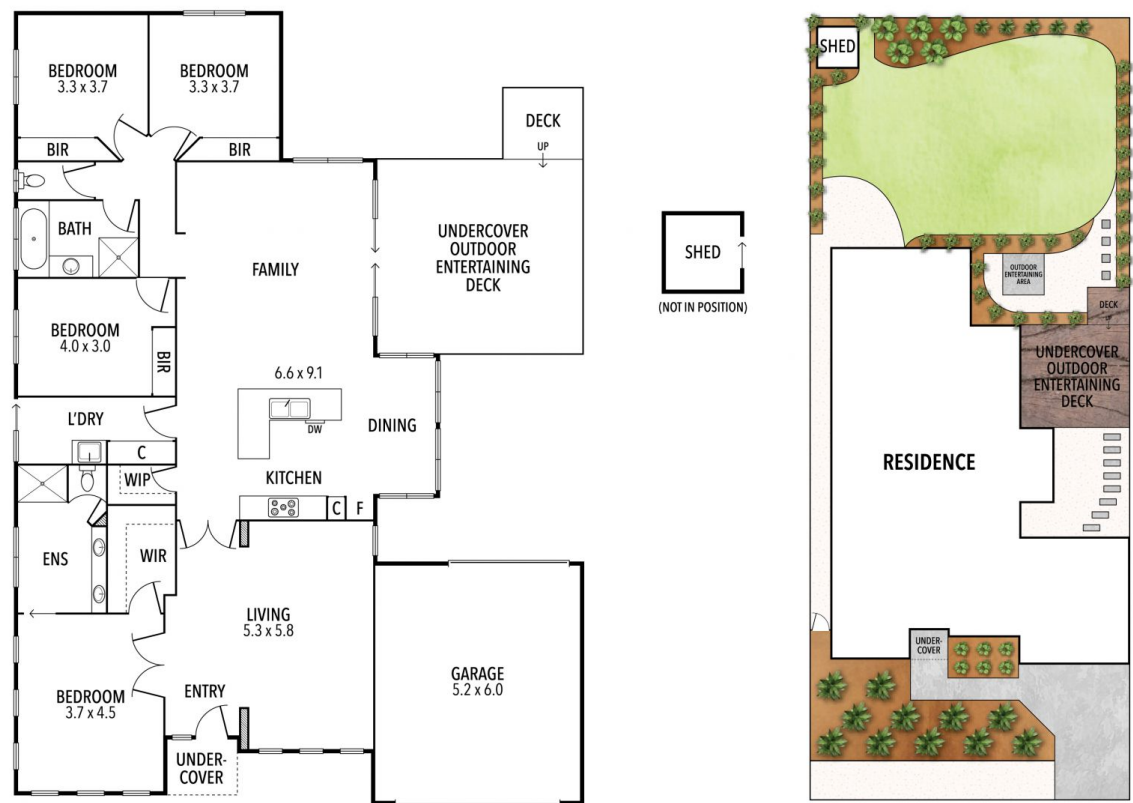 BEDROOM
3.3 x 3.7
BEDROOM
3.3 x 3.7
BIR
BIR
BATH
BEDROOM
4.0 x 3.0
BIR
L'DRY
C
WIP
ENS
WIR
BEDROOM
3.7 x 4.5
FAMILY
6.6 x 9.1
DW
DINING
KITCHEN
C
F
LIVING
5.3 x 5.8
ENTRY
UNDER-
COVER
GARAGE
5.2 x 6.0
DECK
UP
UNDERCOVER
OUTDOOR
ENTERTAINING
DECK
SHED
(NOT IN POSITION)
SHED
OUTDOOR
ENTERTAINING
AREA
DECK
UP
UNDERCOVER
OUTDOOR
ENTERTAINING
DECK
RESIDENCE
UNDER-
COVER